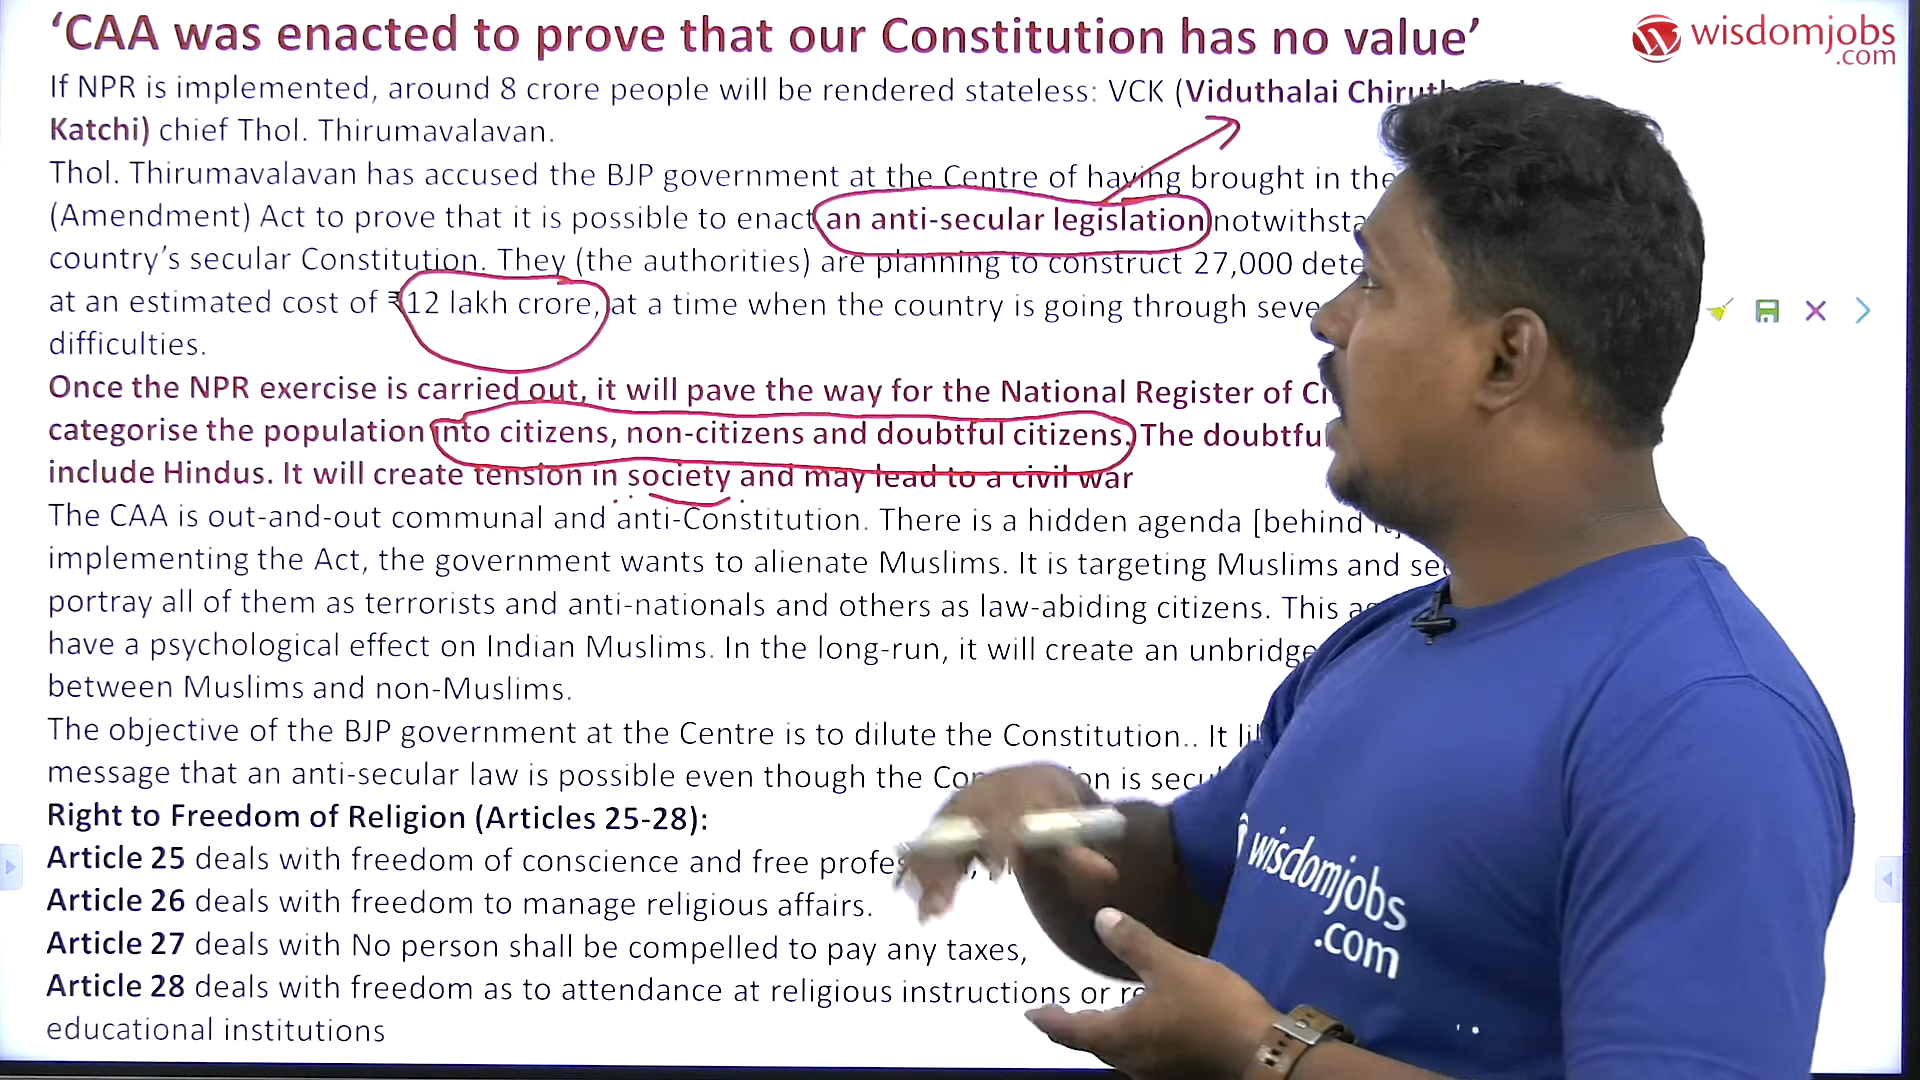 ‘CAA was enacted to prove that our Constitution has no value’
wisdomjobs
.com
If NPR is implemented, around 8 crore people will be rendered stateless: VCK (Viduthalai
Katchi) chief Thol. Thirumavalavan.
Thol. Thirumavalavan has accused the BJP government at the Centre of having brought in the
(Amendment) Act to prove that it is possible to enact an anti-secular legislation
country’s secular Constitution. They (the authorities) are planning to construct 27,000
at an estimated cost of ₹12 lakh crore, at a time when the country is going through
difficulties.
Once the NPR exercise is carried out, it will pave the way for the National Register of
categorise the population into citizens, non-citizens and doubtful citizens. The
include Hindus. It will create tension in society and may lead to a civil war
The CAA is out-and-out communal and anti-Constitution. There is a hidden agenda [behind
implementing the Act, the government wants to alienate Muslims. It is targeting Muslims and
portray all of them as terrorists and anti-nationals and others as law-abiding citizens. This
have a psychological effect on Indian Muslims. In the long-run, it will create an
between Muslims and non-Muslims.
The objective of the BJP government at the Centre is to dilute the Constitution.. It
message that an anti-secular law is possible even though the is
Right to Freedom of Religion (Articles 25-28):
Article 25 deals with freedom of conscience and free
Article 26 deals with freedom to manage religious affairs.
Article 27 deals with No person shall be compelled to pay any taxes,
Article 28 deals with freedom as to attendance at religious instructions or
educational institutions
wisdomjobs
.com